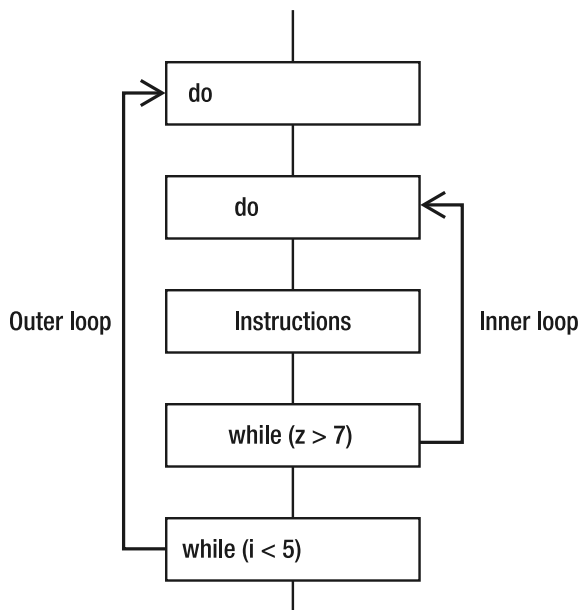 do
do
Instructions
Outer loop
Inner loop
while (z > 7)
while (i < 5)